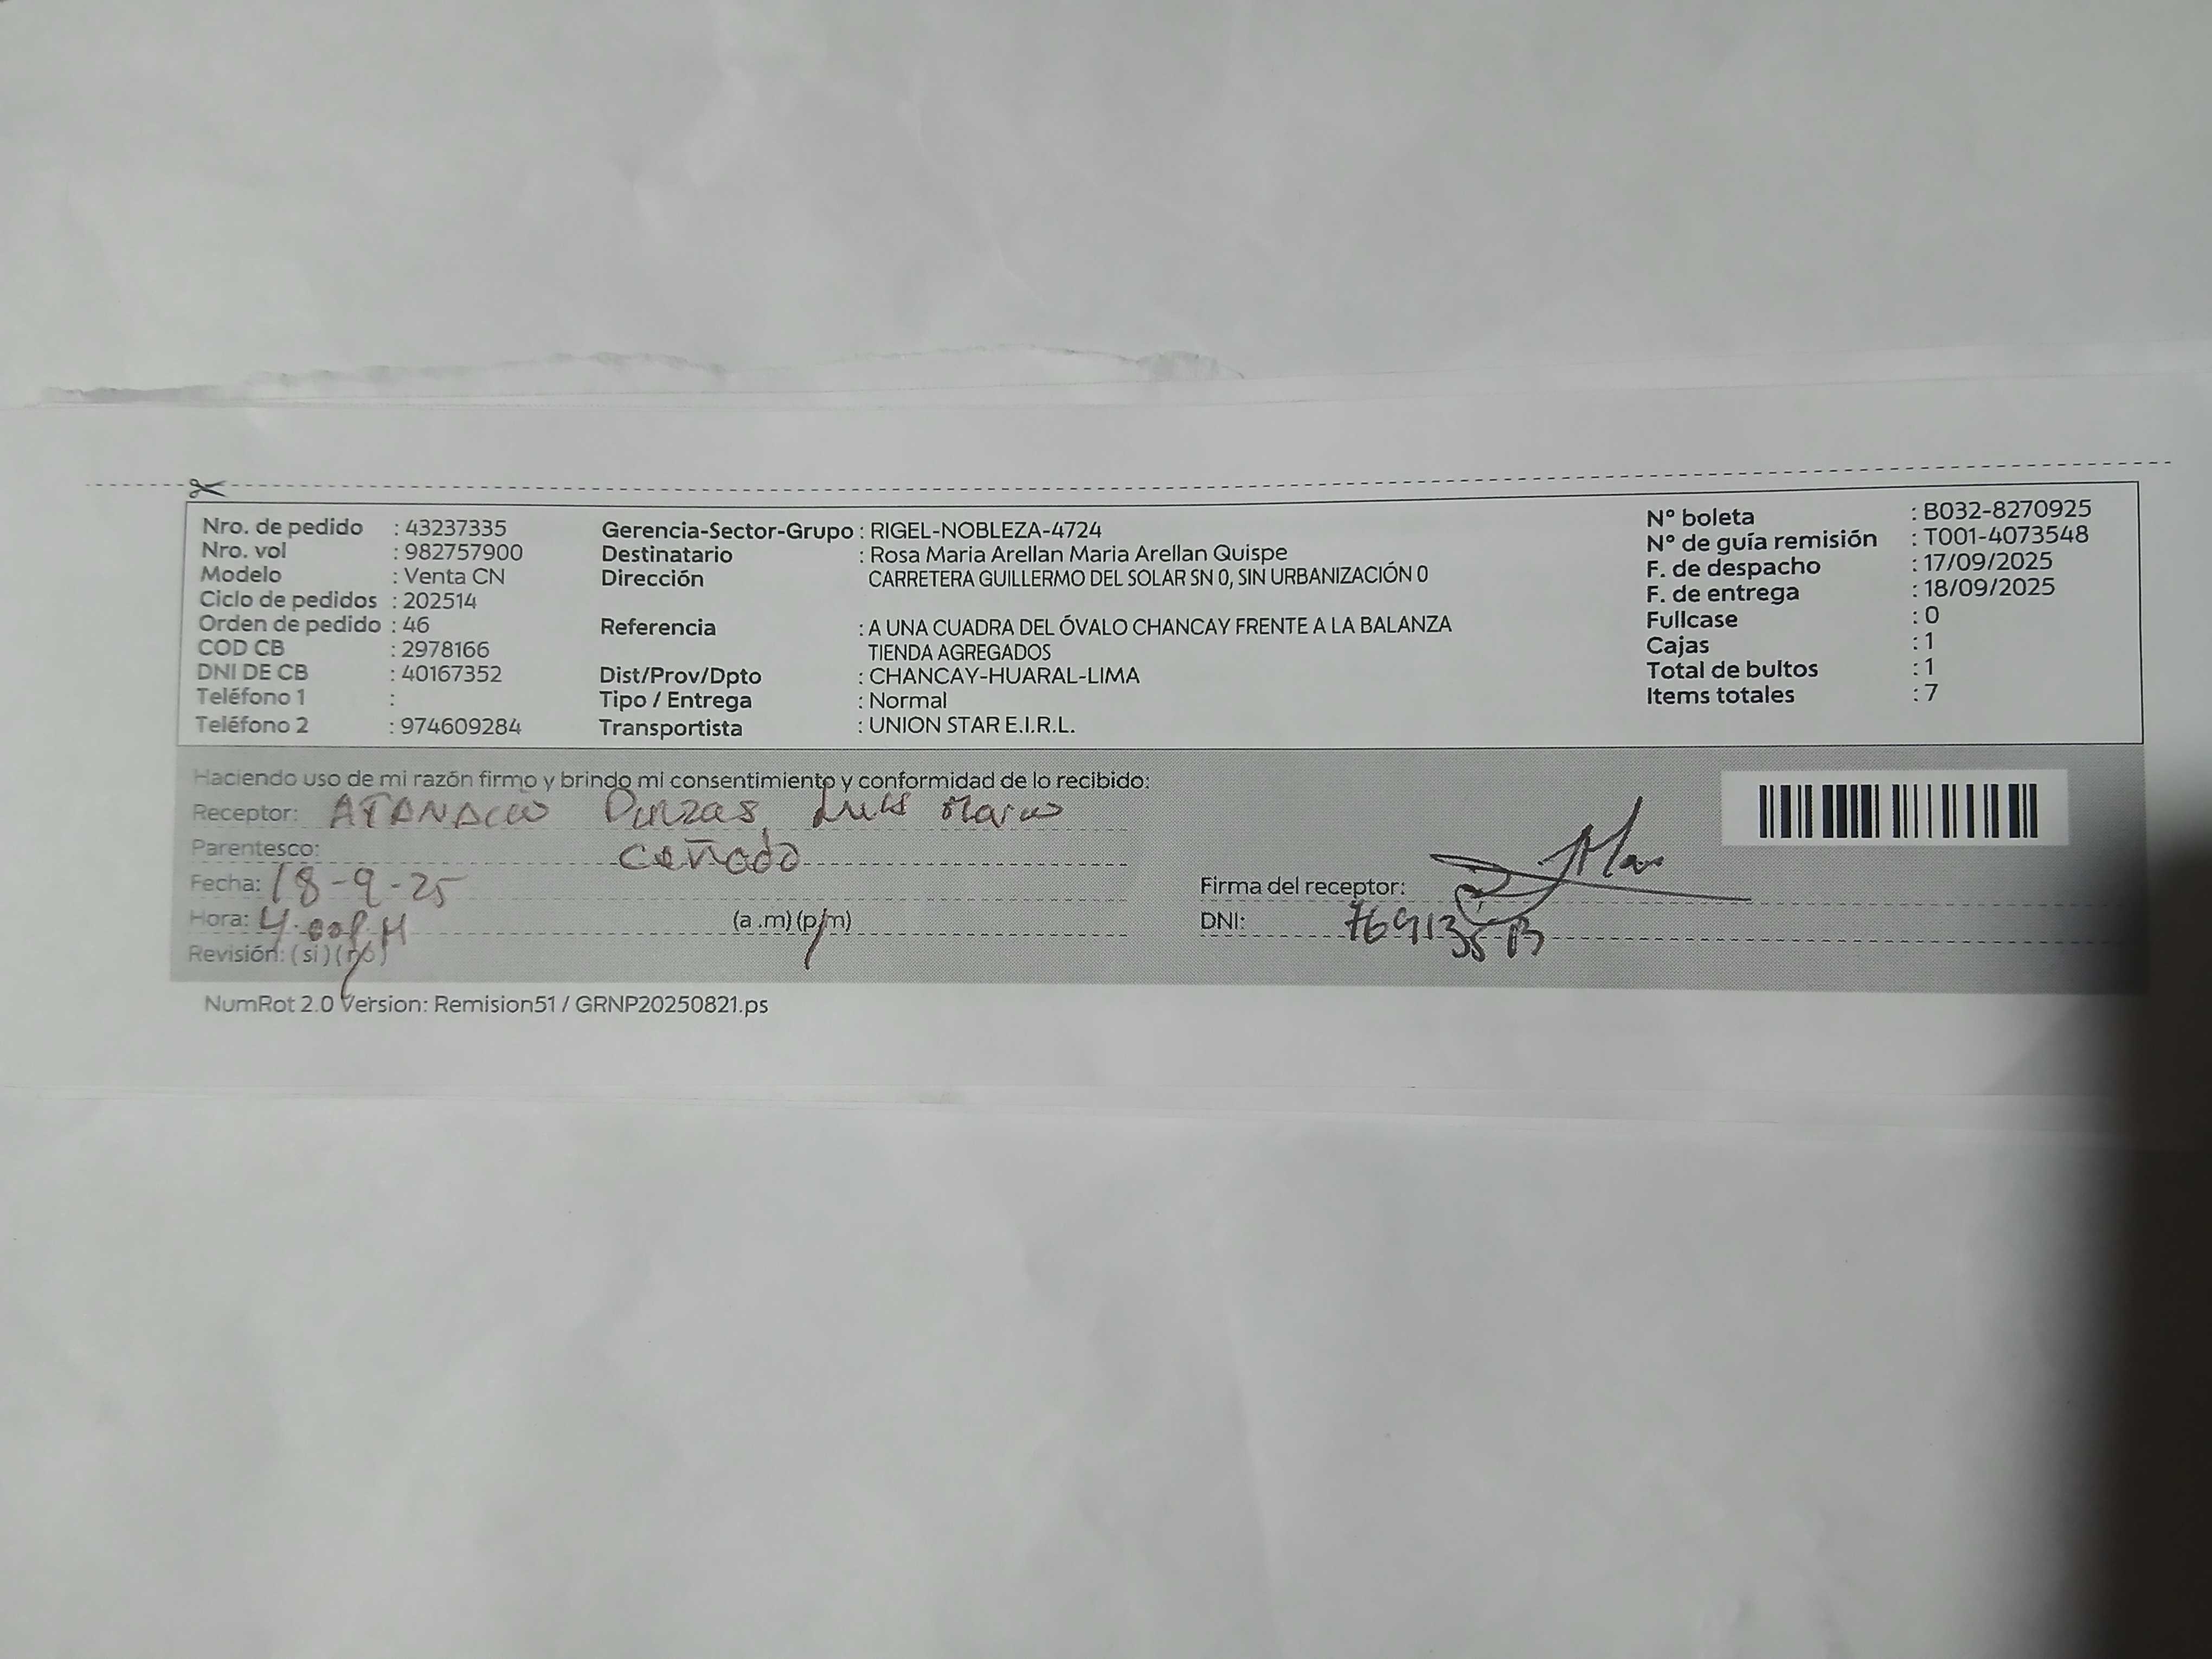 Nro. de pedido : 43237335
Nro. vol : 982757900
Modelo : Venta CN
Ciclo de pedidos : 202514
Orden de pedido : 46
COD CB : 2978166
DNI DE CB : 40167352
Teléfono 1 :
Teléfono 2 : 974609284
Gerencia-Sector-Grupo : RIGEL-NOBLEZA-4724
Destinatario : Rosa Maria Arellan Maria Arellan Quispe
Dirección CARRETERA GUILLERMO DEL SOLAR SN 0, SIN URBANIZACIÓN 0
Referencia : A UNA CUADRA DEL ÓVALO CHANCAY FRENTE A LA BALANZA
TIENDA AGREGADOS
Dist/Prov/Dpto : CHANCAY-HUARAL-LIMA
Tipo / Entrega : Normal
Transportista : UNION STAR E.I.R.L.
N° boleta : B032-8270925
N° de guía remisión : T001-4073548
F. de despacho : 17/09/2025
F. de entrega : 18/09/2025
Fullcase : 0
Cajas : 1
Total de bultos : 1
Items totales : 7
Haciendo uso de mi razón firmo y brindo mi consentimiento y conformidad de lo recibido:
Receptor: Luis
Parentesco: Cuñado
Fecha: 18-9-25
Hora: 4:00 P M (a .m) (p/m)
Revisión: (si) (no)
Firma del receptor:
DNI:
NumRot 2.0 Version: Remision51 / GRNP20250821.ps